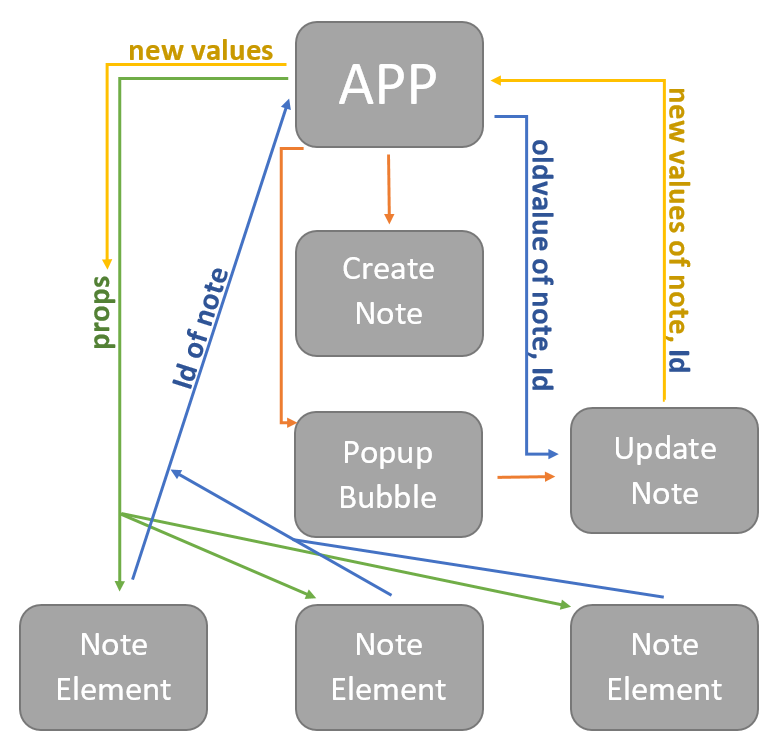 new values
APP
props
Id of note
oldvalue of note, Id
new values of note, Id
Create
Note
Popup
Bubble
Update
Note
Note
Element
Note
Element
Note
Element